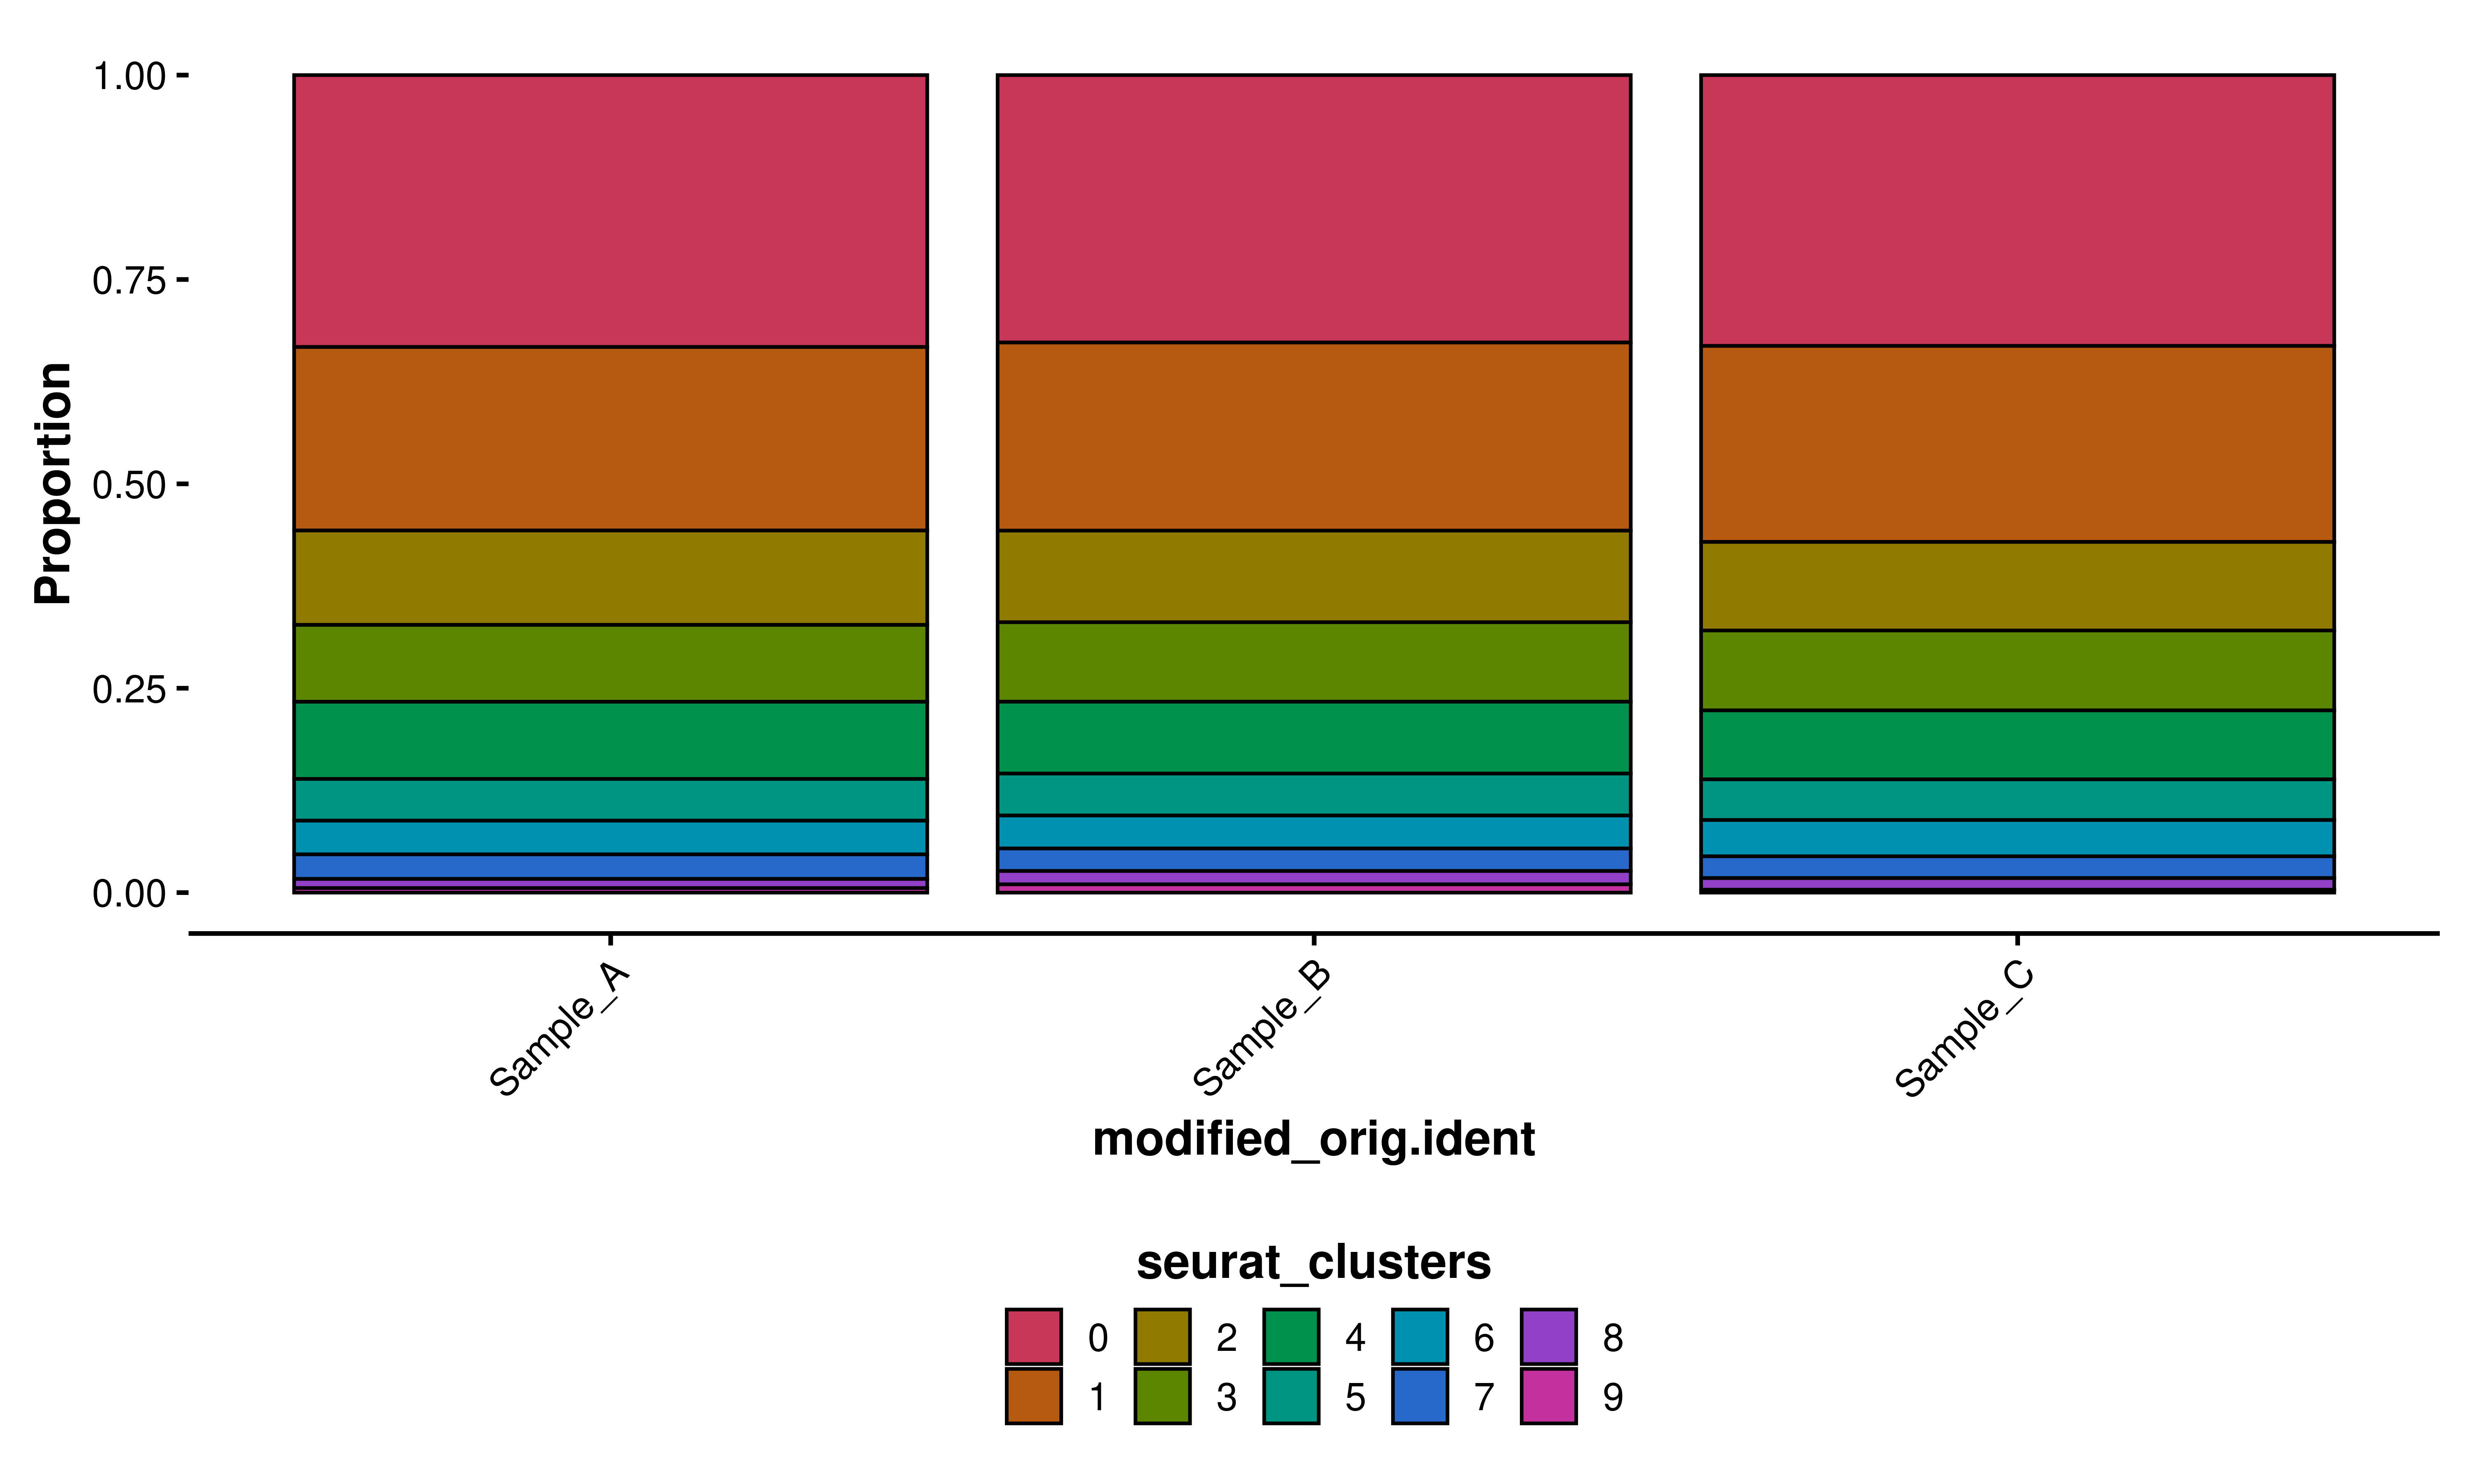 1.00
0.75
0.50
0.25
0.00
Proportion
Sample_A
Sample_B
Sample_C
modified_orig.ident
seurat_clusters
0 2 4 6 8
1 3 5 7 9